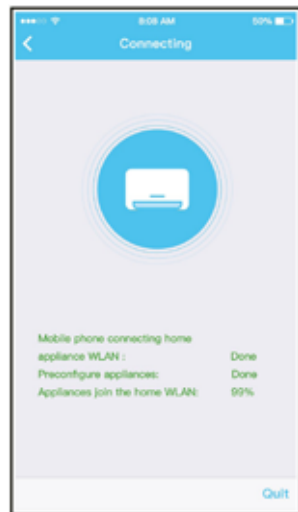 8:08 AM 50%
Connecting
Mobile phone connecting home
appliance WLAN : Done
Preconfigure appliances: Done
Appliances join the home WLAN: 99%
Quit